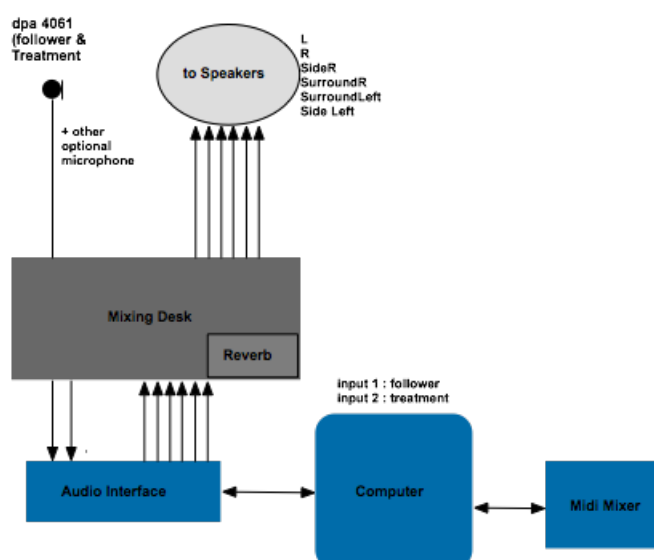 dpa 4061
(follower &
Treatment
to Speakers
L
R
SideR
SurroundR
SurroundLeft
Side Left
+ other
optional
microphone
Mixing Desk
Reverb
input 1 : follower
input 2 : treatment
Audio Interface
Computer
Midi Mixer